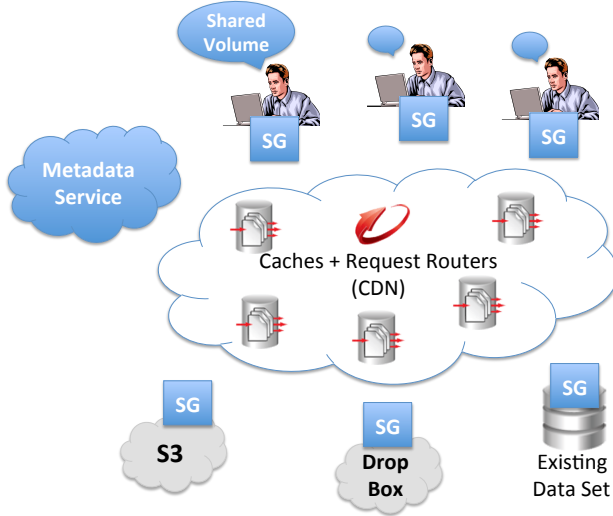 Shared
Volume
SG
SG
SG
Metadata
Service
Caches + Request Routers
(CDN)
SG
S3
SG
Drop
Box
SG
Existing
Data Set